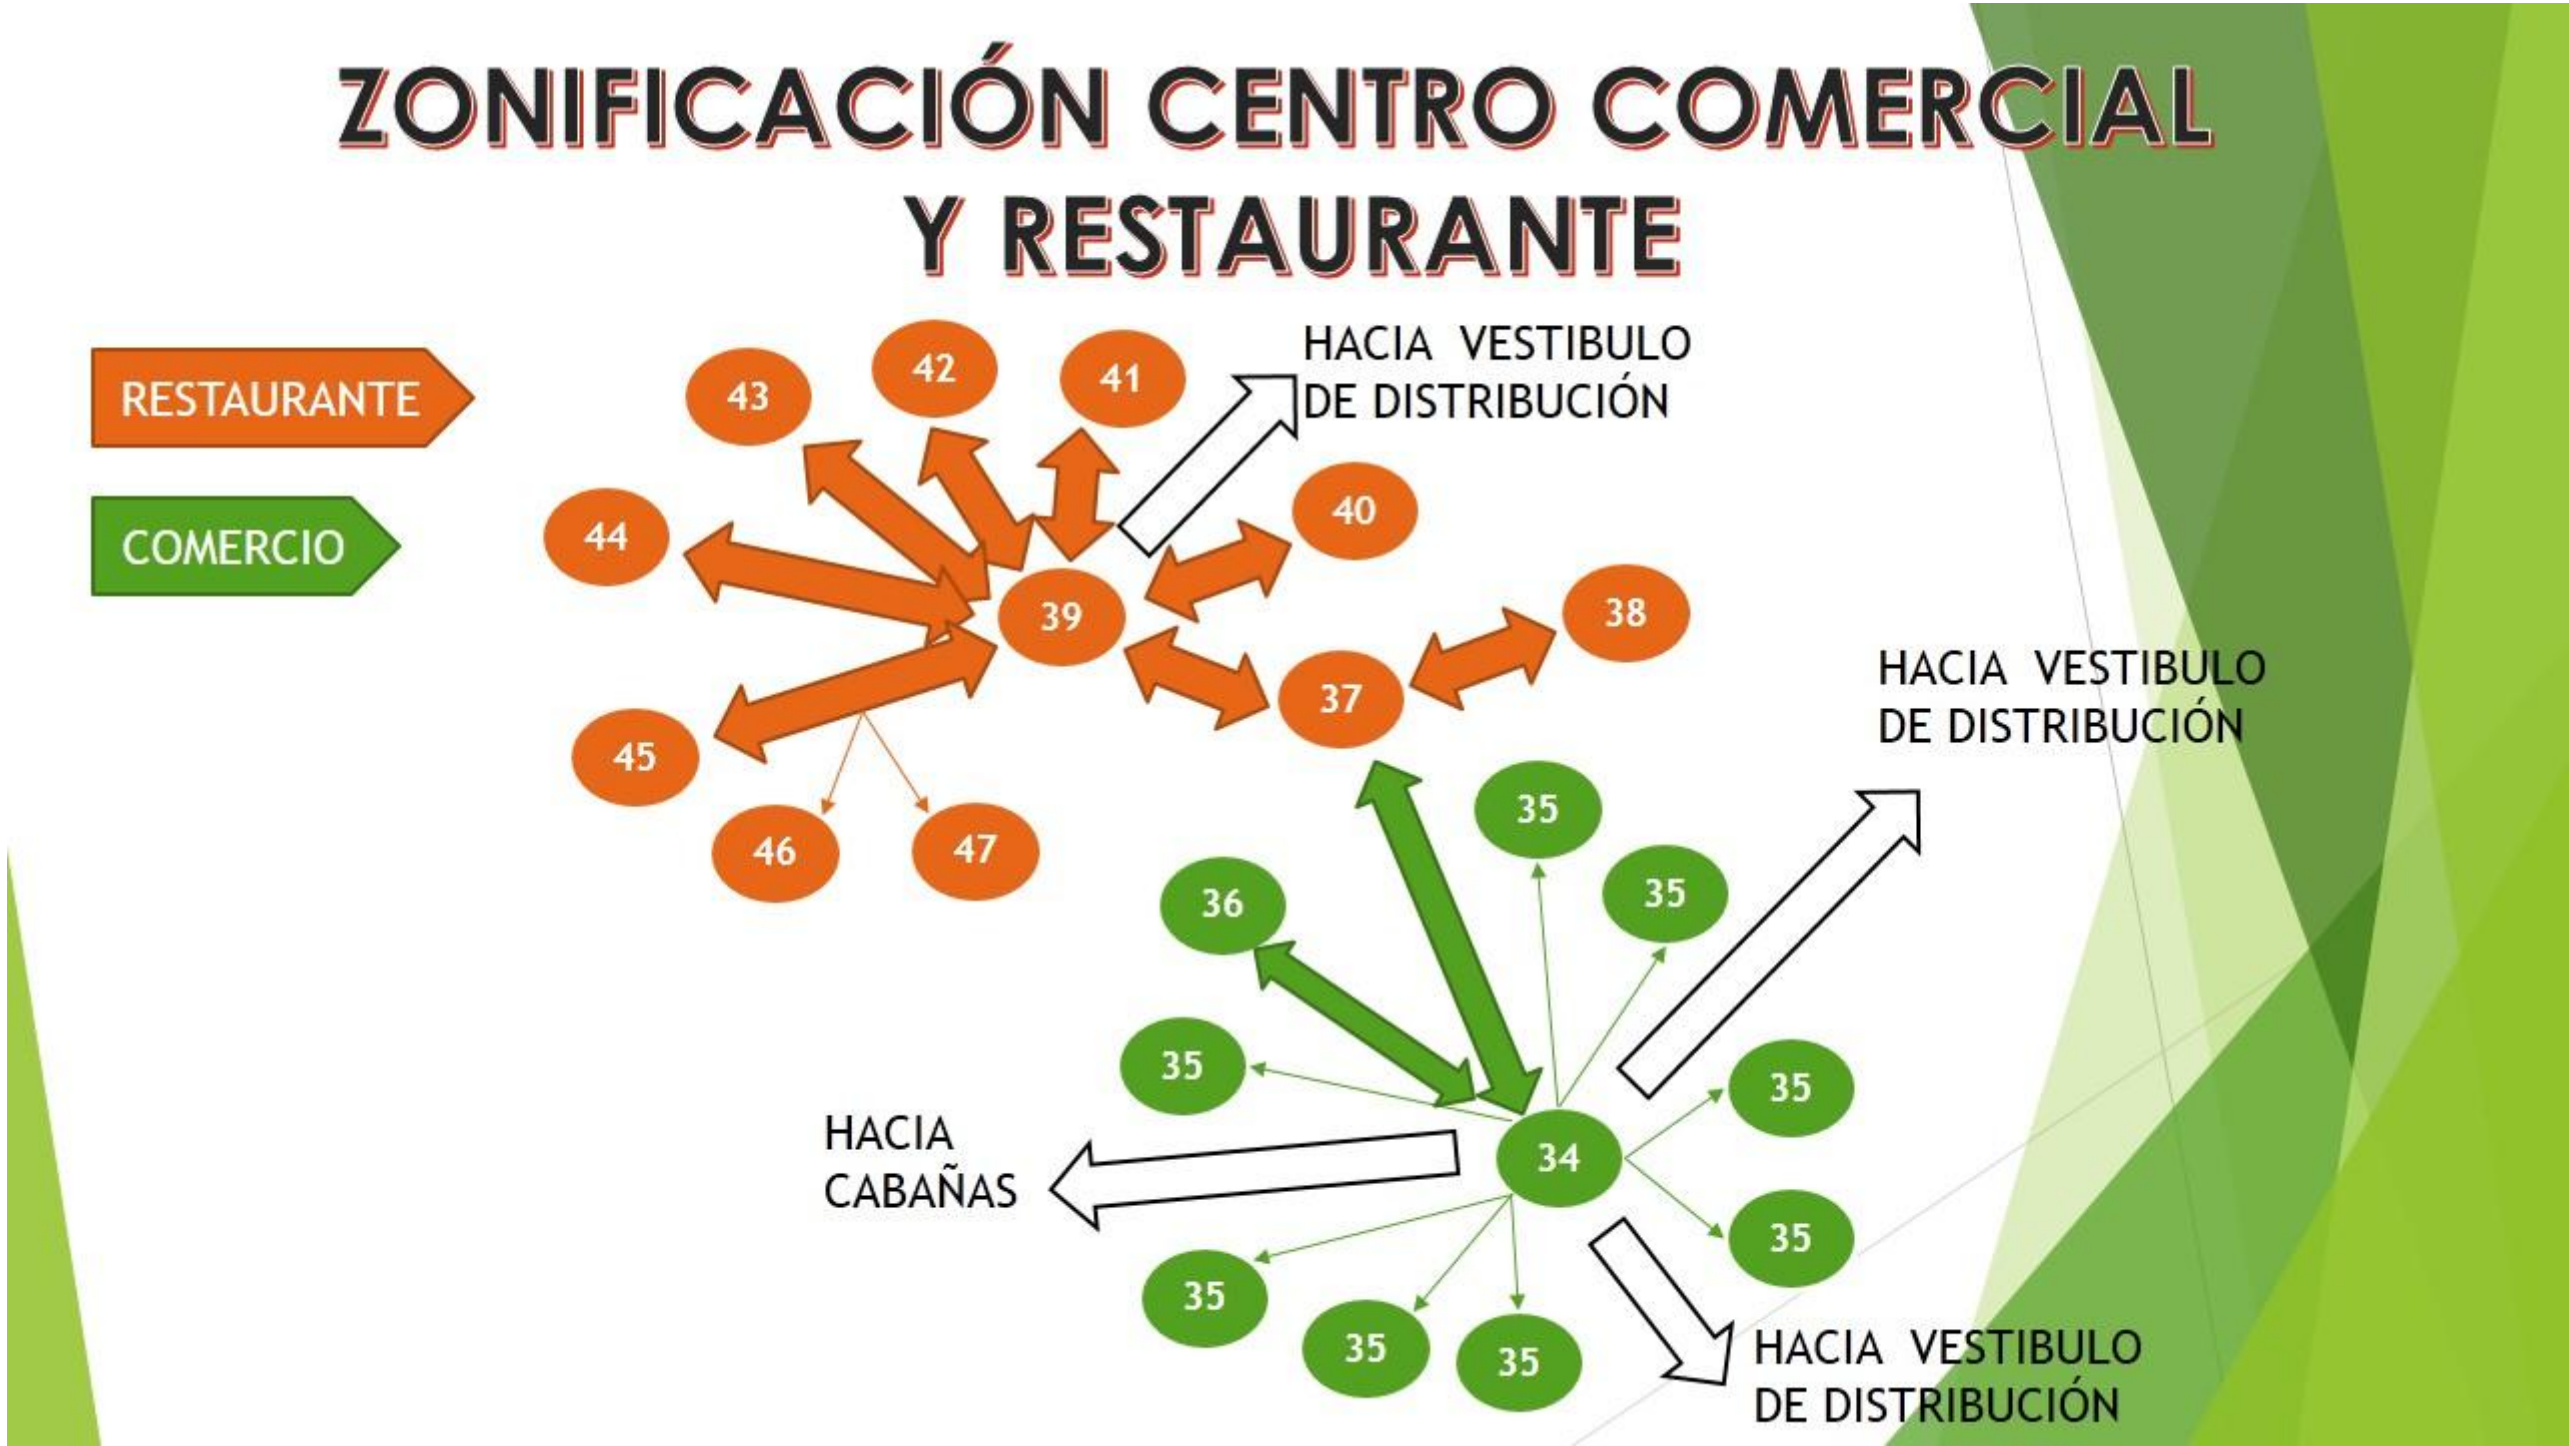 ZONIFICACIÓN CENTRO COMERCIAL
Y RESTAURANTE
RESTAURANTE
COMERCIO
43
42
41
HACIA VESTIBULO
DE DISTRIBUCIÓN
44
40
39
38
37
45
46
47
HACIA VESTIBULO
DE DISTRIBUCIÓN
35
35
36
35
35
HACIA
CABAÑAS
34
35
35
35
35
HACIA VESTIBULO
DE DISTRIBUCIÓN